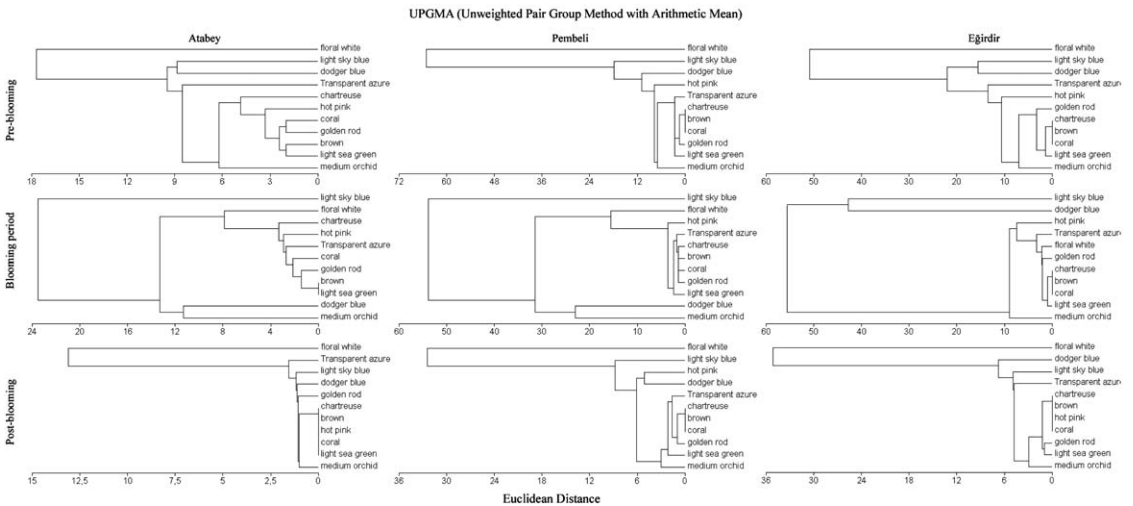 UPGMA (Unweighted Pair Group Method with Arithmetic Mean)
Atabey
Pembeli
Eğirdir
Pre-blooming
floral white
light sky blue
dodger blue
Transparent azure
chartreuse
hot pink
coral
golden rod
brown
light sea green
medium orchid
18 15 12 9 6 3 0
floral white
light sky blue
dodger blue
hot pink
Transparent azure
chartreuse
brown
coral
golden rod
light sea green
medium orchid
72 60 48 36 24 12 0
floral white
light sky blue
dodger blue
Transparent azure
hot pink
golden rod
chartreuse
brown
coral
light sea green
medium orchid
60 50 40 30 20 10 0
Blooming period
light sky blue
floral white
chartreuse
hot pink
Transparent azure
coral
golden rod
brown
light sea green
dodger blue
medium orchid
24 20 16 12 8 4 0
light sky blue
floral white
hot pink
Transparent azure
chartreuse
brown
coral
golden rod
light sea green
dodger blue
medium orchid
60 50 40 30 20 10 0
light sky blue
dodger blue
hot pink
Transparent azure
floral white
golden rod
chartreuse
brown
coral
light sea green
medium orchid
60 50 40 30 20 10 0
Post-blooming
floral white
Transparent azure
light sky blue
dodger blue
golden rod
chartreuse
brown
hot pink
coral
light sea green
medium orchid
15 12,5 10 7,5 5 2,5 0
floral white
light sky blue
hot pink
dodger blue
Transparent azure
chartreuse
brown
coral
golden rod
light sea green
medium orchid
36 30 24 18 12 6 0
floral white
dodger blue
light sky blue
Transparent azure
chartreuse
brown
hot pink
coral
golden rod
light sea green
medium orchid
36 30 24 18 12 6 0
Euclidean Distance